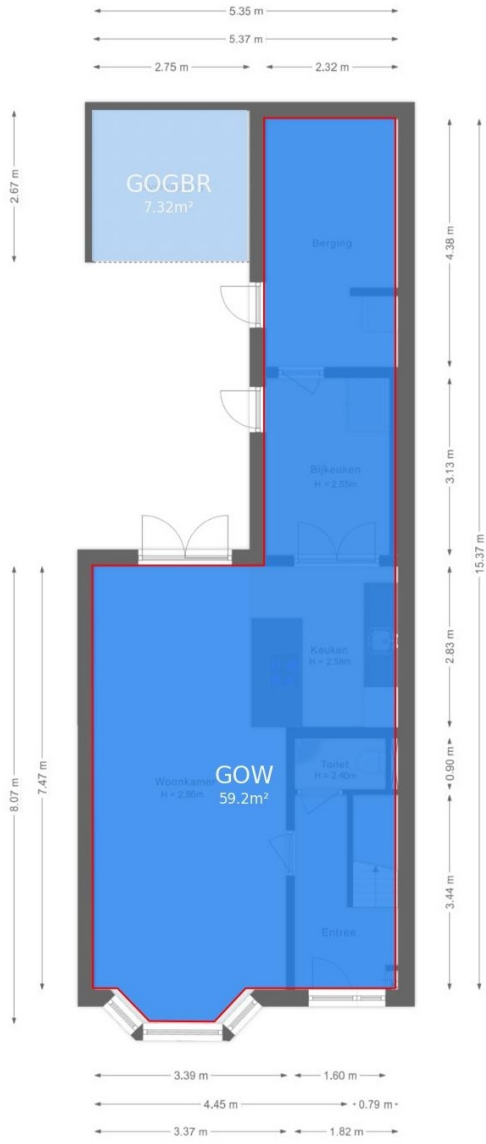 5.35 m
5.37 m
2.75 m
2.32 m
2.67 m
GOGBR
7.32m²
Berging
4.38 m
Bijkeuken
H = 2.55m
3.13 m
15.37 m
Keuken
H = 2.58m
2.83 m
Toilet
H = 2.40m
0.90 m
Woonkamer
H = 2.86m
GOW
59.2m²
7.47 m
8.07 m
3.44 m
Entree
3.39 m
1.60 m
4.45 m
0.79 m
3.37 m
1.82 m